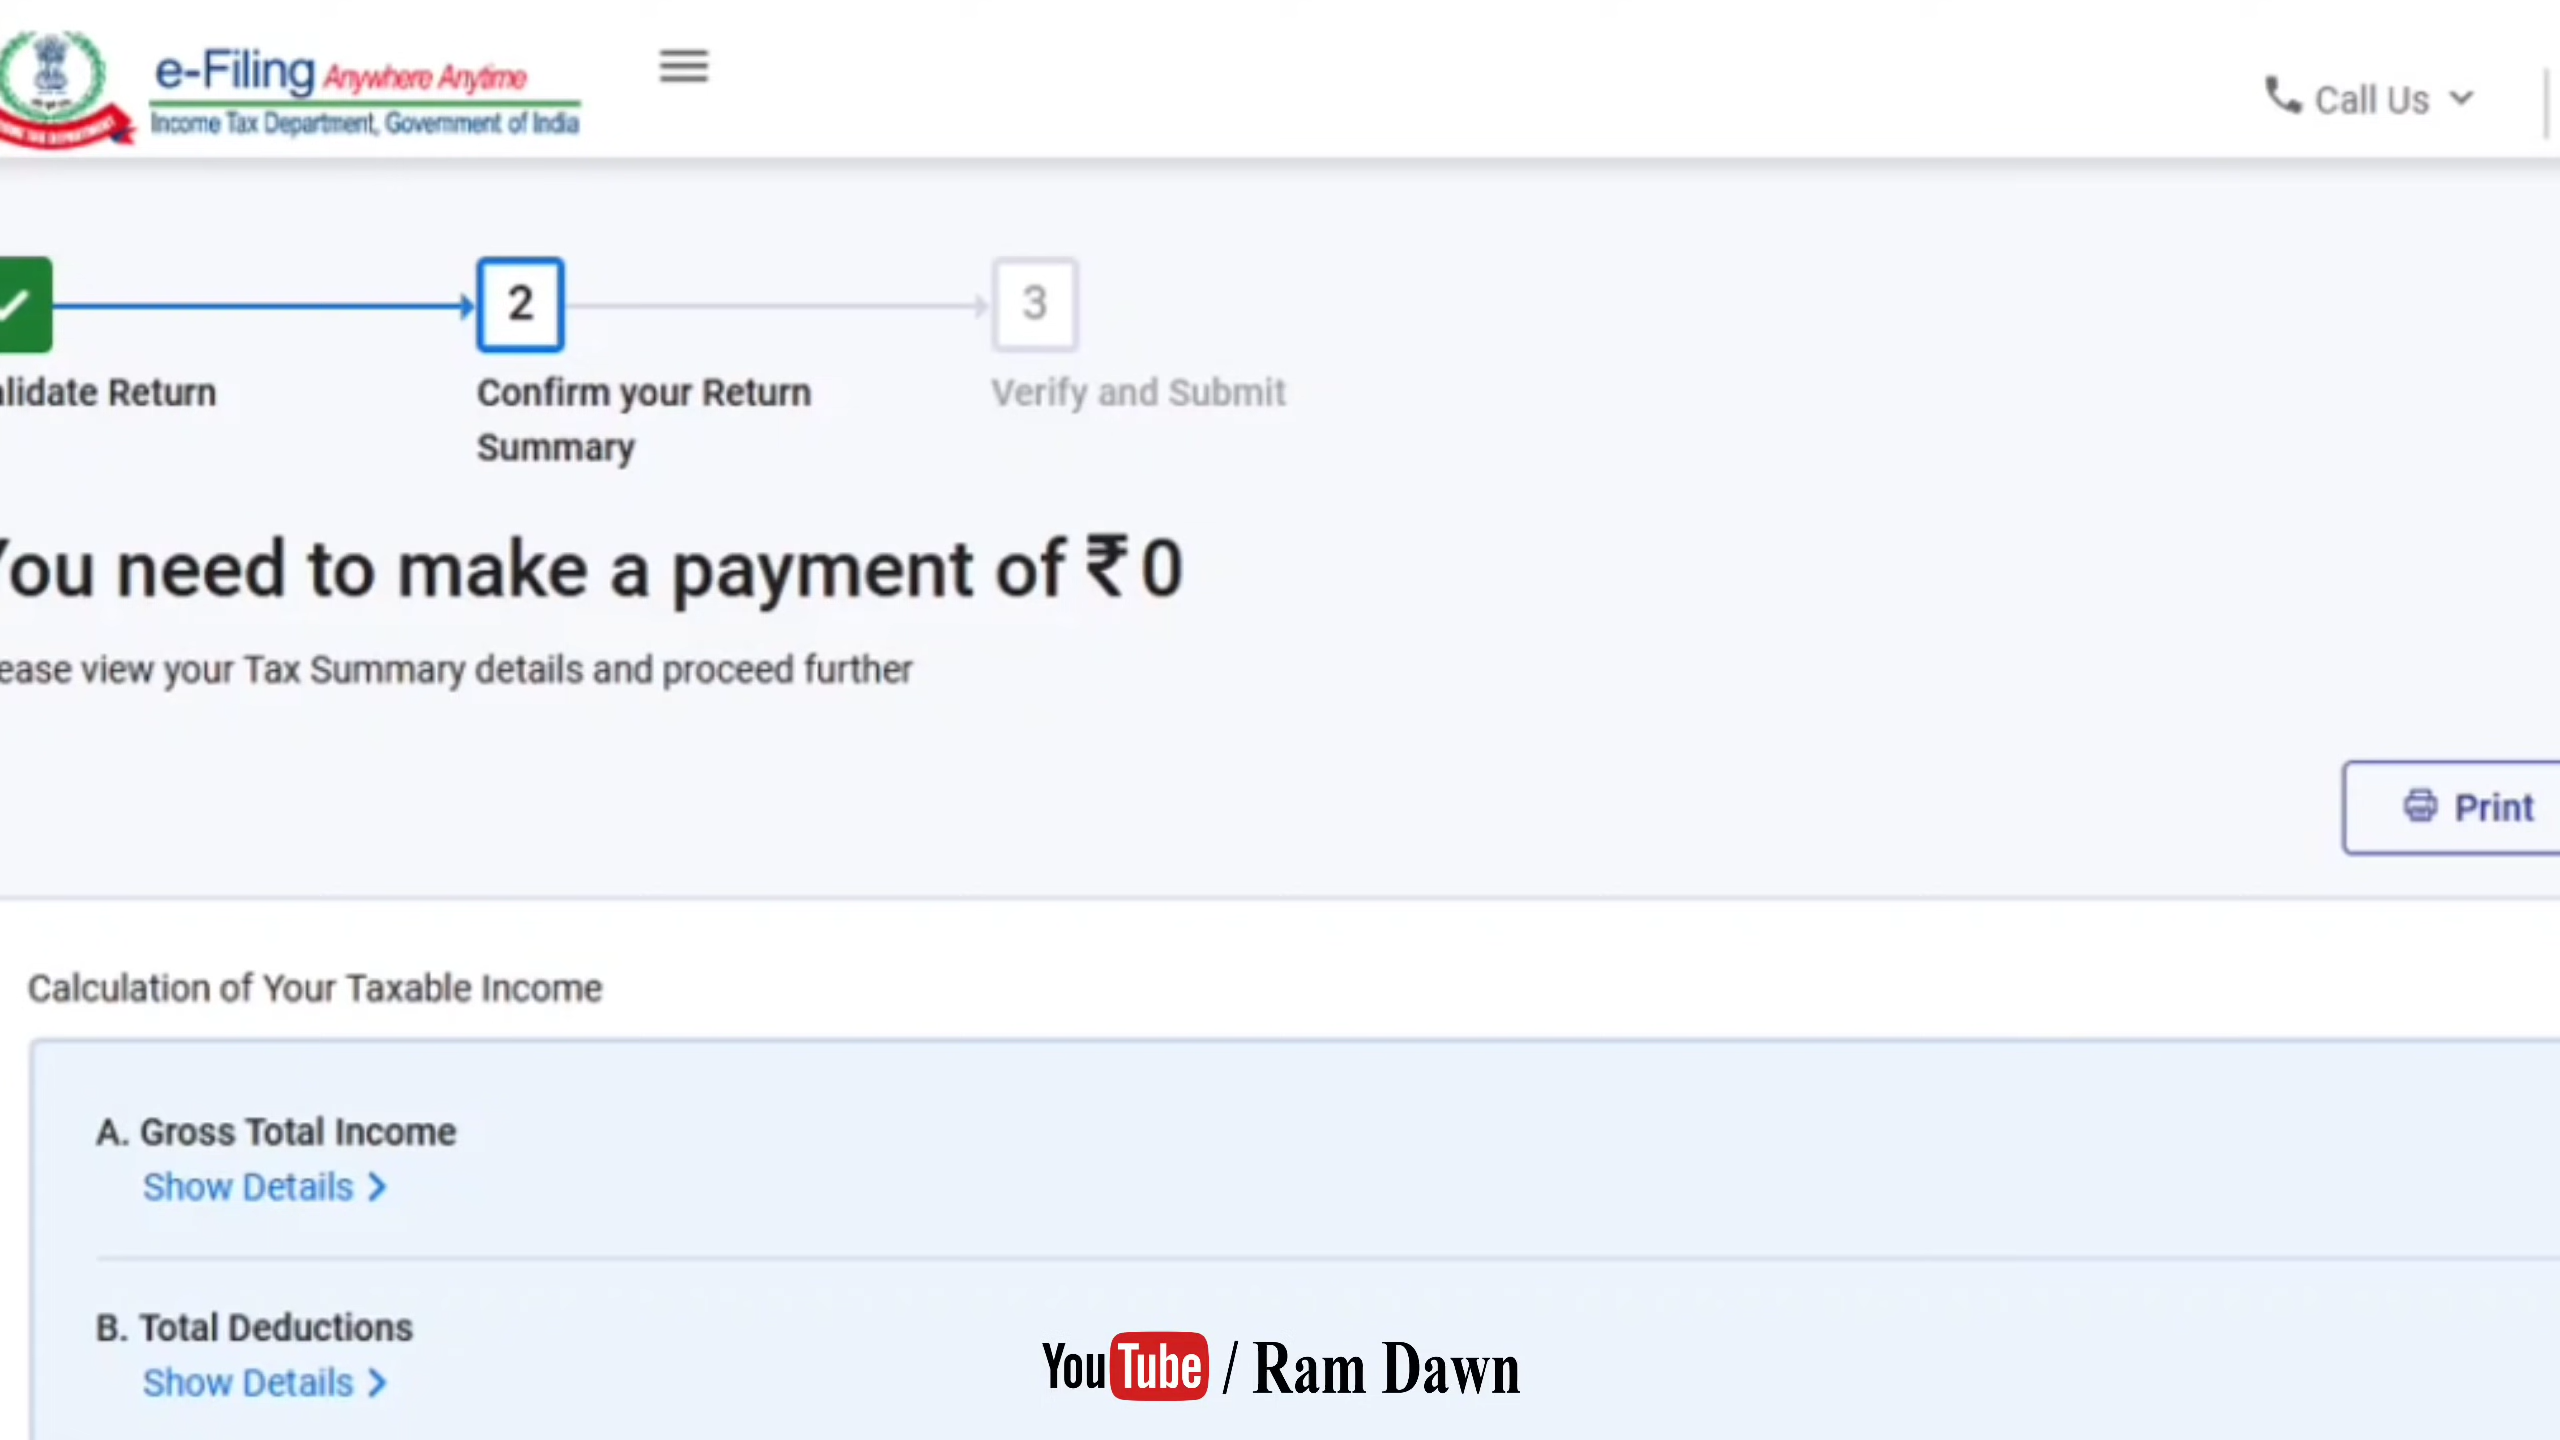 e-Filing Anywhere Anytime
Income Tax Department, Government of India
Call Us
2
3
lidate Return
Confirm your Return
Summary
Verify and Submit
You need to make a payment of ₹ 0
ease view your Tax Summary details and proceed further
Print
Calculation of Your Taxable Income
A. Gross Total Income
Show Details
B. Total Deductions
Show Details
YouTube / Ram Dawn